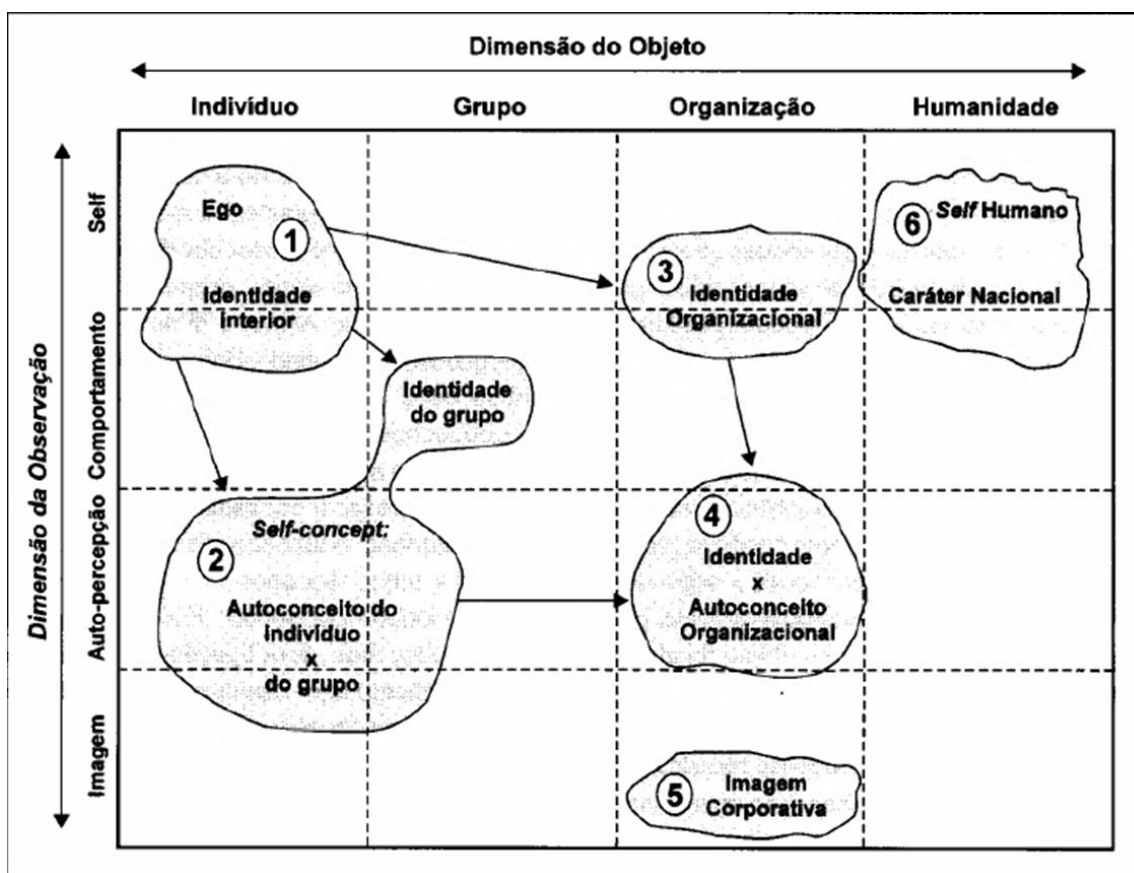 Dimensão do Objeto
Indivíduo Grupo Organização Humanidade
Dimensão da Observação
Self
Comportamento
Auto-percepção
Imagem
Ego
1
Identidade
interior
3
Identidade
Organizacional
6
Self Humano
Caráter Nacional
Identidade
do grupo
Self-concept:
2
Autoconceito do
Indivíduo
x
do grupo
4
Identidade
x
Autoconceito
Organizacional
5
Imagem
Corporativa